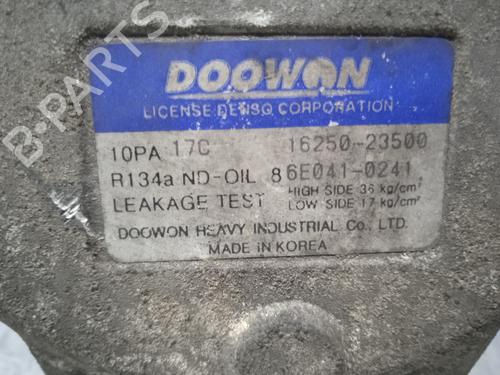 DOOWON
LICENSE DENSO CORPORATION
10PA 17C 16250-23500
R134a ND-OIL 8 6E041-0241
LEAKAGE TEST HIGH SIDE 36 kg/cm²
LOW SIDE 17 kg/cm²
DOOWON HEAVY INDUSTRIAL Co., LTD.
MADE IN KOREA
B-PARTS